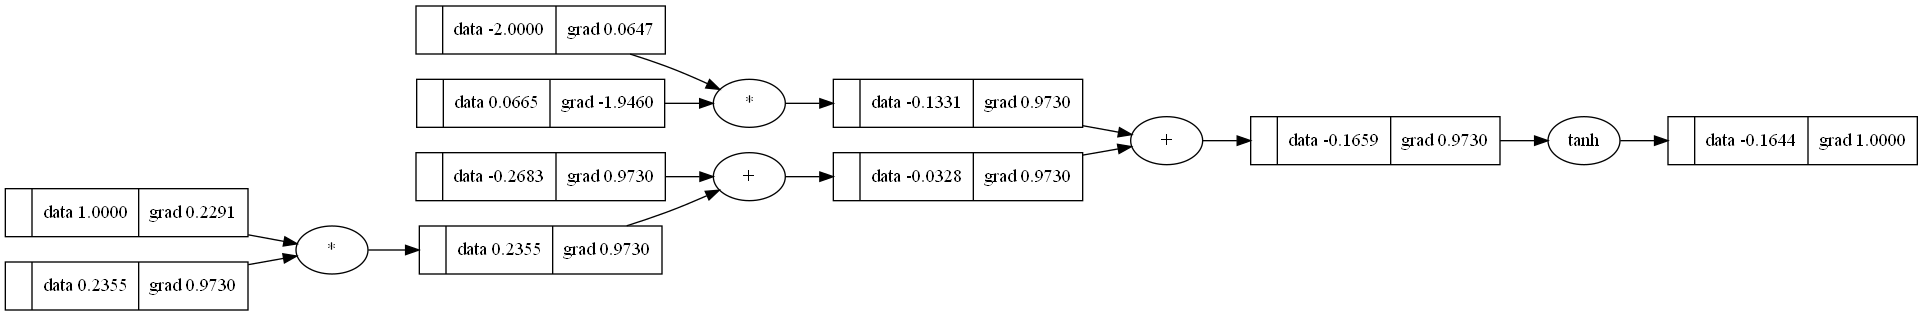 data -2.0000 grad 0.0647
data 0.0665 grad -1.9460
*
data -0.1331 grad 0.9730
+
data -0.1659 grad 0.9730
tanh
data -0.1644 grad 1.0000
data -0.2683 grad 0.9730
+
data -0.0328 grad 0.9730
data 1.0000 grad 0.2291
*
data 0.2355 grad 0.9730
data 0.2355 grad 0.9730